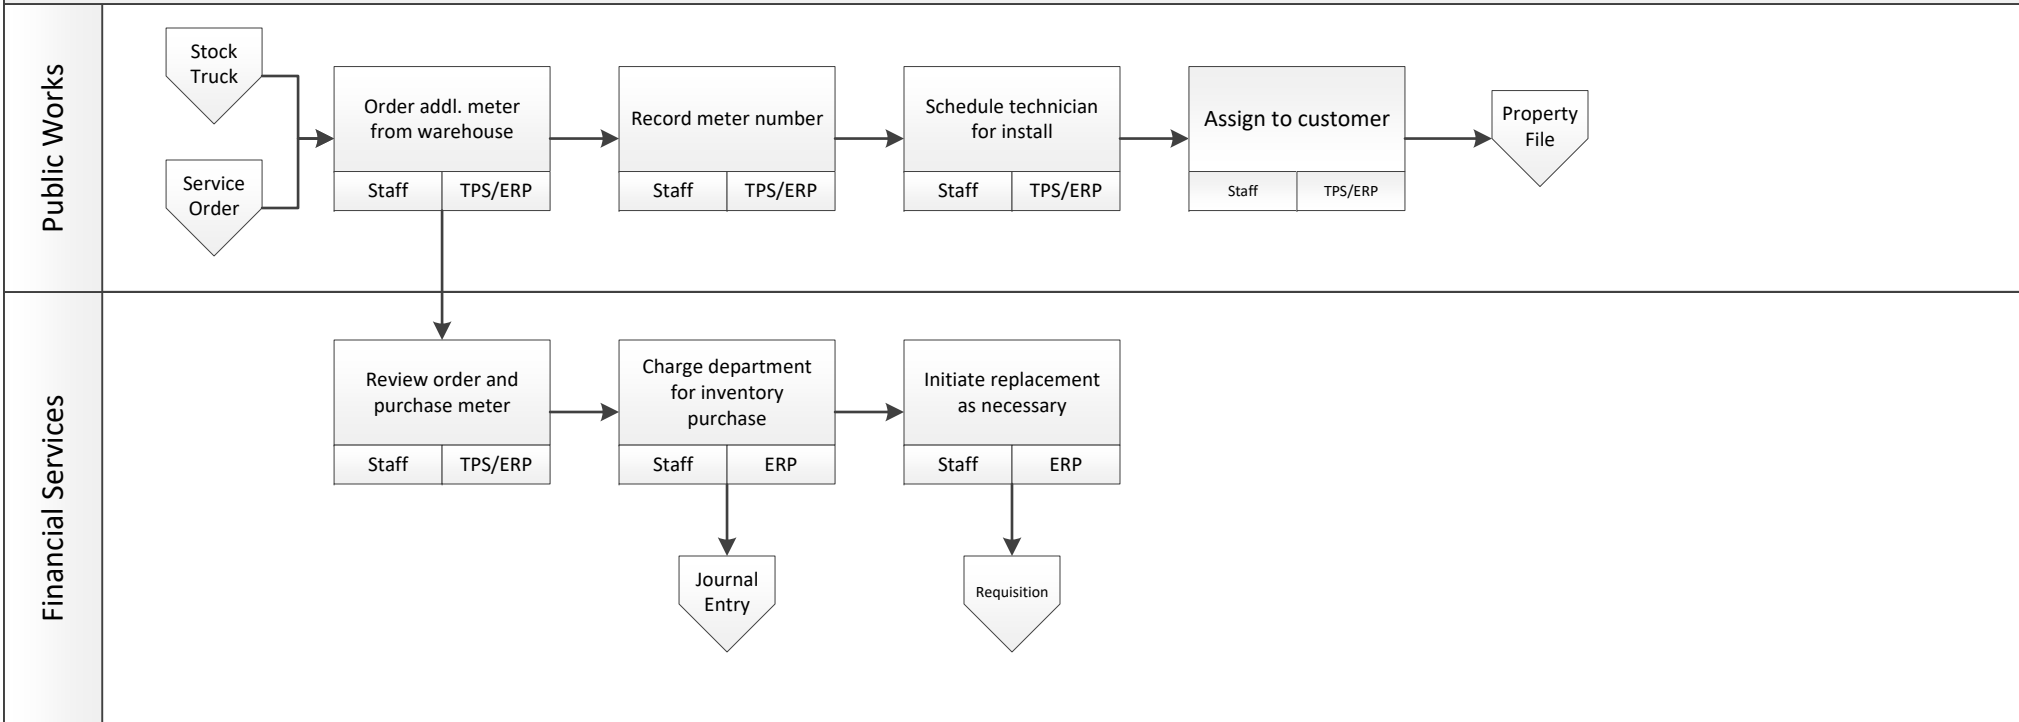 Public Works
Stock
Truck
Service
Order
Order addl. meter
from warehouse
Staff
TPS/ERP
Record meter number
Staff
TPS/ERP
Schedule technician
for install
Staff
TPS/ERP
Assign to customer
Staff
TPS/ERP
Property
File
Financial Services
Review order and
purchase meter
Staff
TPS/ERP
Charge department
for inventory
purchase
Staff
ERP
Initiate replacement
as necessary
Staff
ERP
Journal
Entry
Requisition